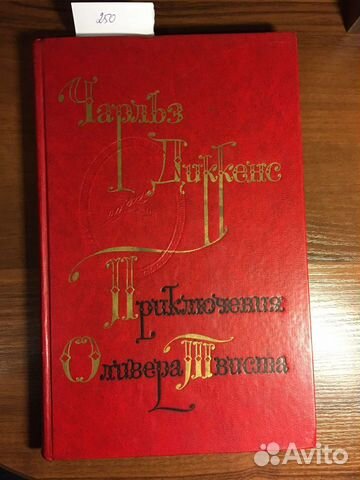 250
Чарльз
Диккенс
Приключения
Оливера Твиста
Avito